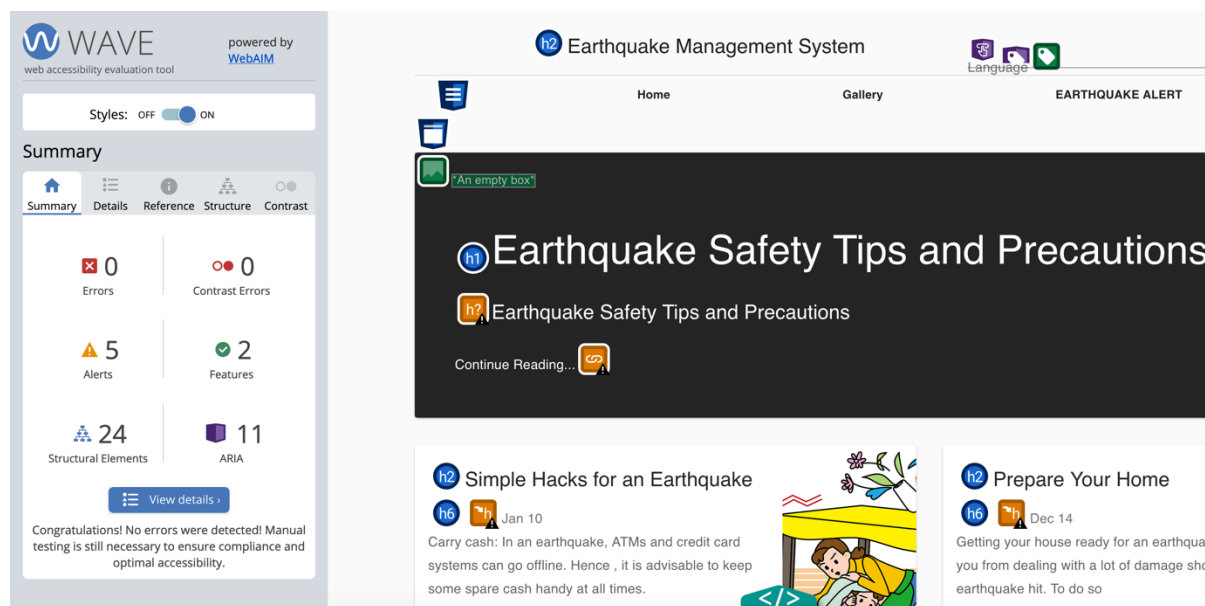 WAVE
web accessibility evaluation tool
powered by
WebAIM
Styles: OFF ON
Summary
Summary Details Reference Structure Contrast
0 0
Errors Contrast Errors
5 2
Alerts Features
24 11
Structural Elements ARIA
View details ›
Congratulations! No errors were detected! Manual
testing is still necessary to ensure compliance and
optimal accessibility.
h2 Earthquake Management System
Language
Home Gallery EARTHQUAKE ALERT
*An empty box*
h1 Earthquake Safety Tips and Precautions
h? Earthquake Safety Tips and Precautions
Continue Reading...
h2 Simple Hacks for an Earthquake
h6 h Jan 10
Carry cash: In an earthquake, ATMs and credit card
systems can go offline. Hence , it is advisable to keep
some spare cash handy at all times.
</>
h2 Prepare Your Home
h6 h Dec 14
Getting your house ready for an earthqua
you from dealing with a lot of damage sho
earthquake hit. To do so